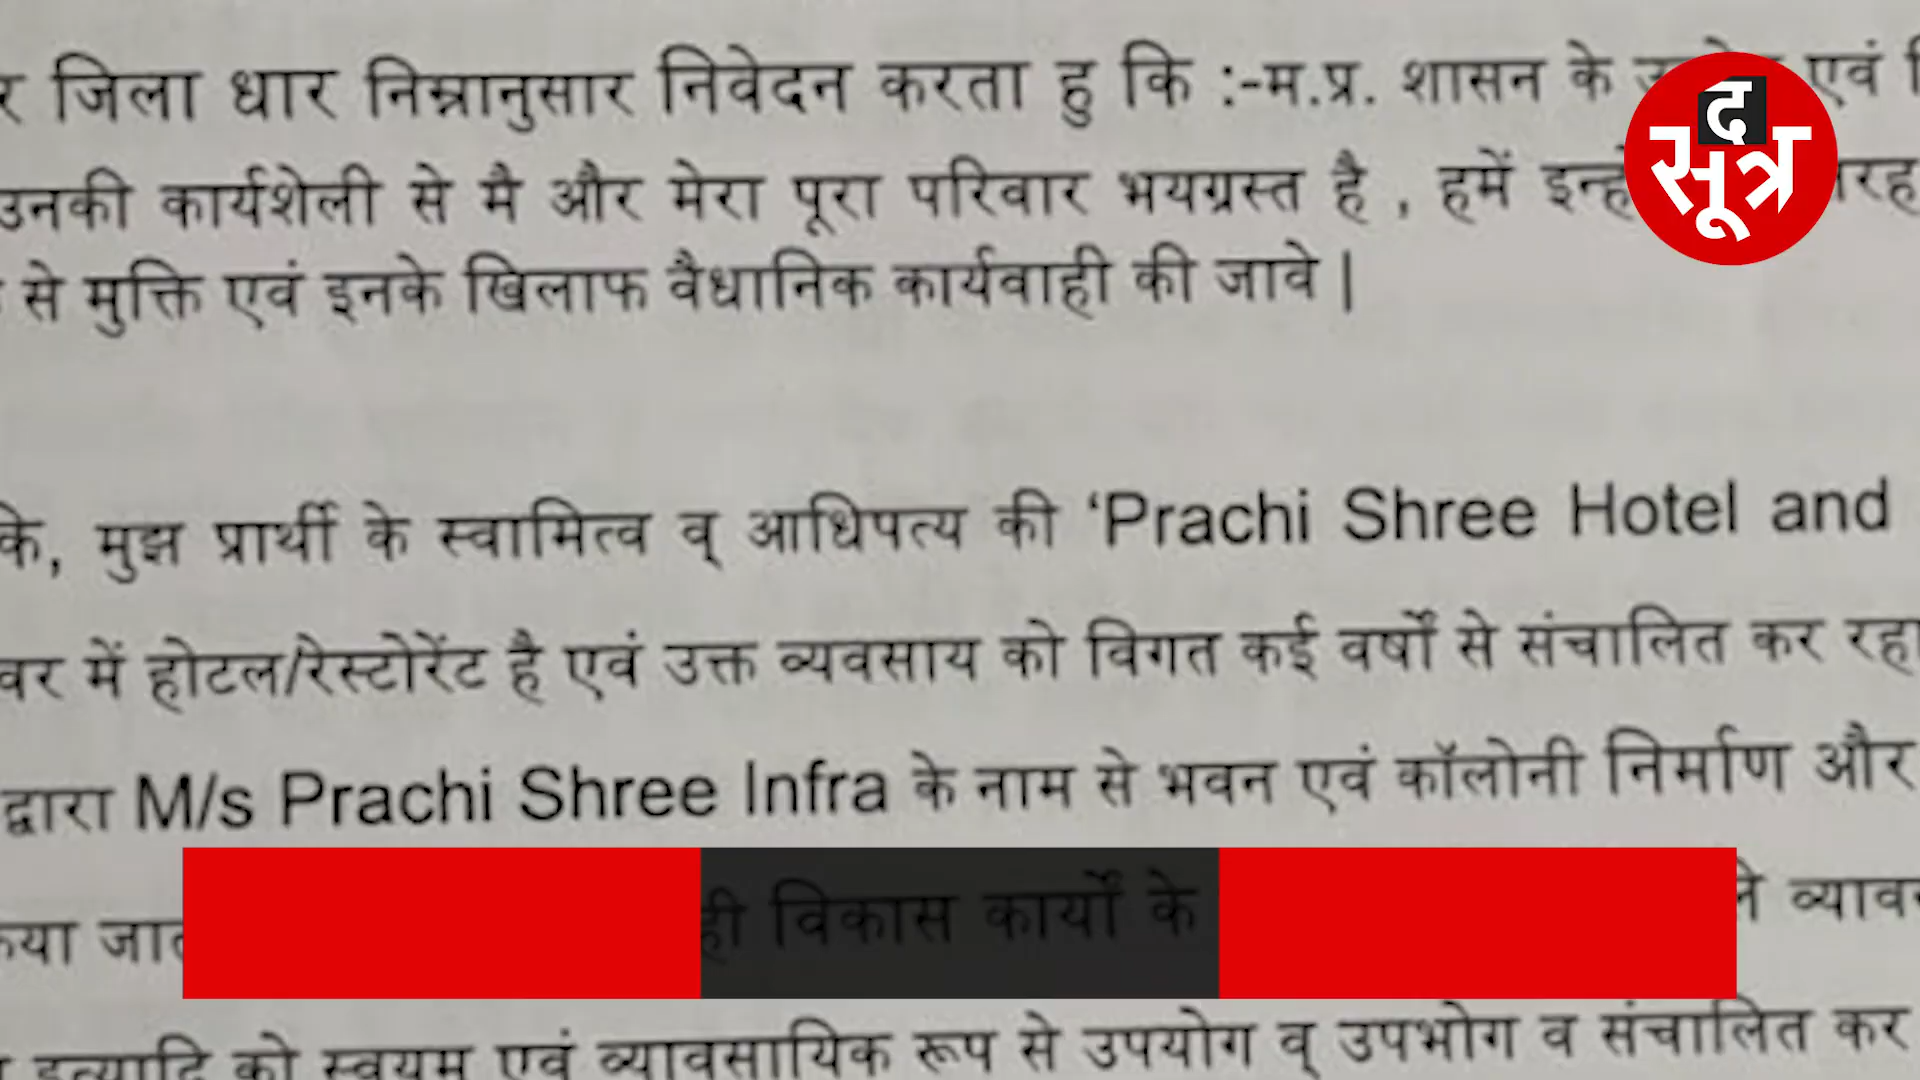 र जिला धार निम्नानुसार निवेदन करता हु कि :-म.प्र. शासन के एवं
उनकी कार्यशेली से मै और मेरा पूरा परिवार भयग्रस्त है , हमें
से मुक्ति एवं इनके खिलाफ वैधानिक कार्यवाही की जावे |
के, मुझ प्रार्थी के स्वामित्व व् आधिपत्य की ‘Prachi Shree Hotel and
वर में होटल/रेस्टोरेंट है एवं उक्त व्यवसाय को विगत कई वर्षों से संचालित कर रहा
द्वारा M/s Prachi Shree Infra के नाम से भवन एवं कॉलोनी निर्माण और
ही विकास कार्यों के
इत्यादि को स्वयम एवं व्यावसायिक रूप से उपयोग व् उपभोग व संचालित कर
द सूत्र